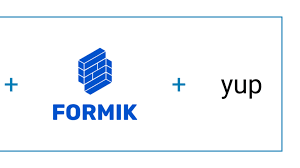 + FORMIK + yup